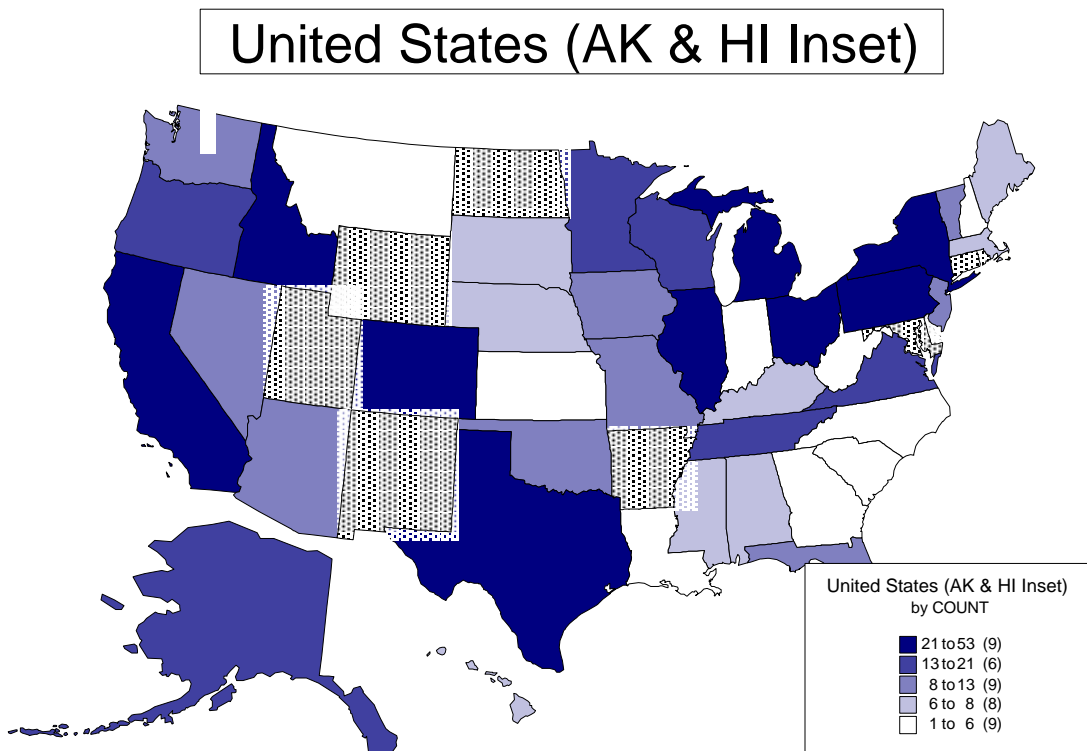 United States (AK & HI Inset)
United States (AK & HI Inset)
by COUNT
21 to 53 (9)
13 to 21 (6)
8 to 13 (9)
6 to 8 (8)
1 to 6 (9)